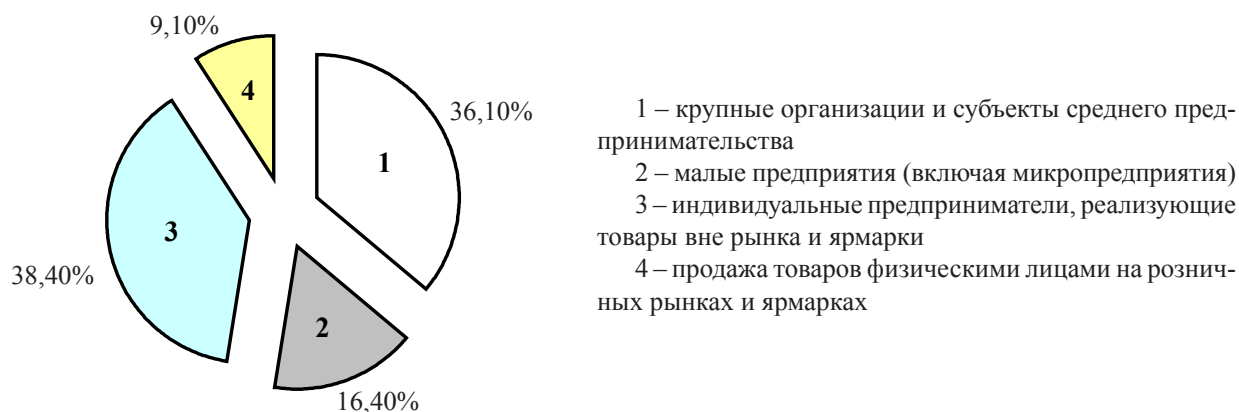 9,10%
4
36,10%
1
3
38,40%
2
16,40%
1 – крупные организации и субъекты среднего пред-
принимательства
2 – малые предприятия (включая микропредприятия)
3 – индивидуальные предприниматели, реализующие
товары вне рынка и ярмарки
4 – продажа товаров физическими лицами на рознич-
ных рынках и ярмарках